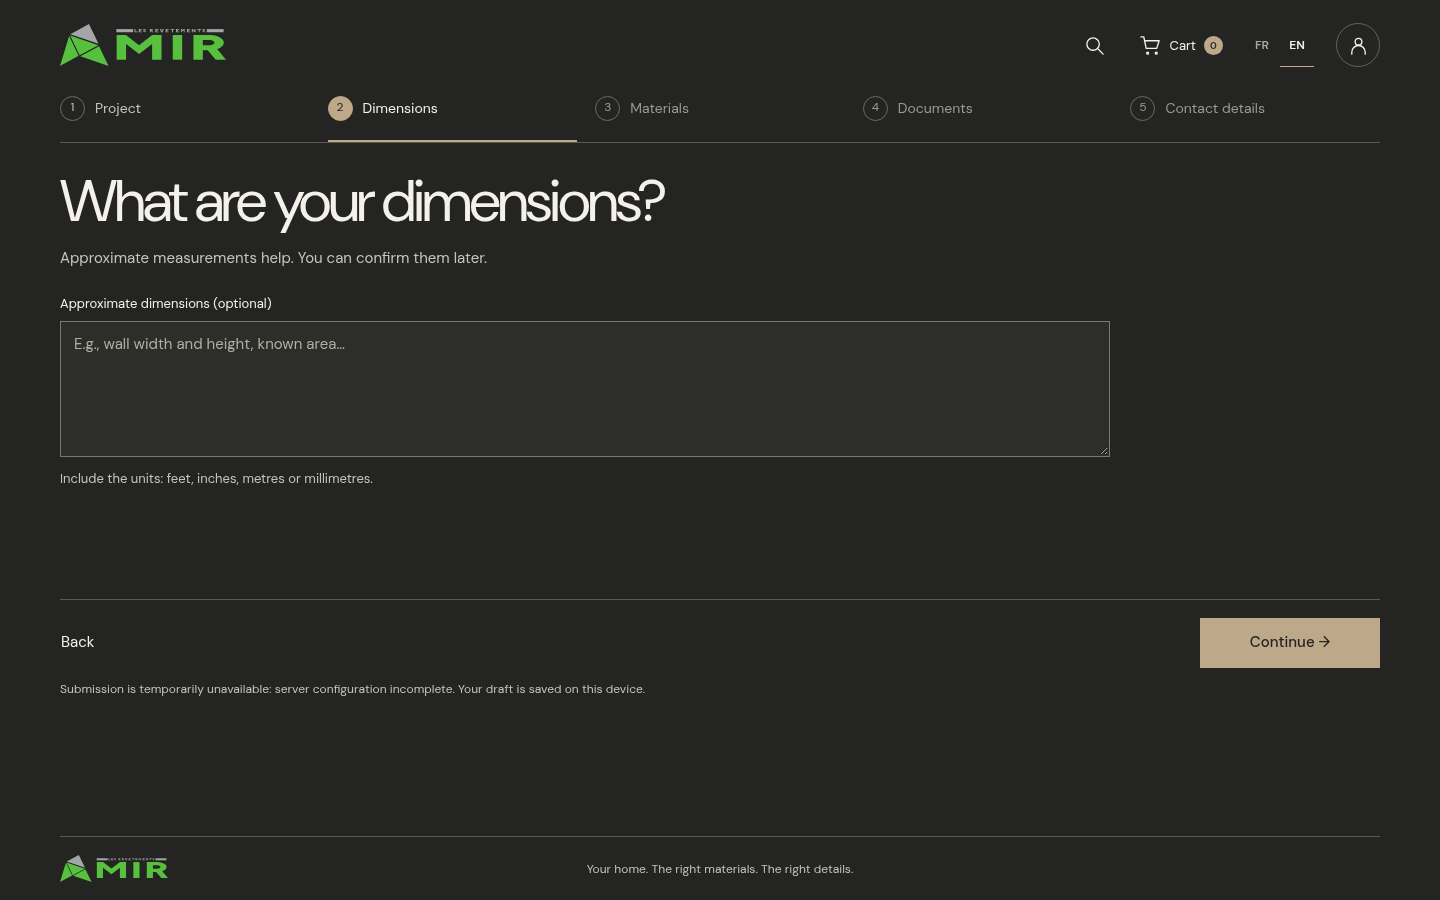 LES REVETEMENTS
MIR
Cart 0
FR EN
1 Project
2 Dimensions
3 Materials
4 Documents
5 Contact details
What are your dimensions?
Approximate measurements help. You can confirm them later.
Approximate dimensions (optional)
E.g., wall width and height, known area…
Include the units: feet, inches, metres or millimetres.
Back
Continue →
Submission is temporarily unavailable: server configuration incomplete. Your draft is saved on this device.
LES REVETEMENTS
MIR
Your home. The right materials. The right details.